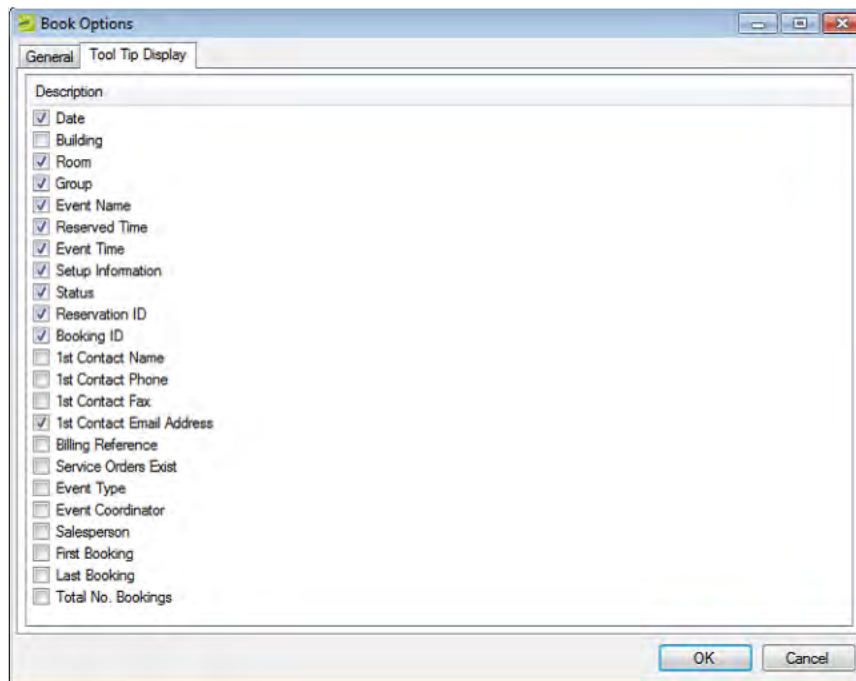 Book Options
General Tool Tip Display
Description
Date
Building
Room
Group
Event Name
Reserved Time
Event Time
Setup Information
Status
Reservation ID
Booking ID
1st Contact Name
1st Contact Phone
1st Contact Fax
1st Contact Email Address
Billing Reference
Service Orders Exist
Event Type
Event Coordinator
Salesperson
First Booking
Last Booking
Total No. Bookings
OK Cancel